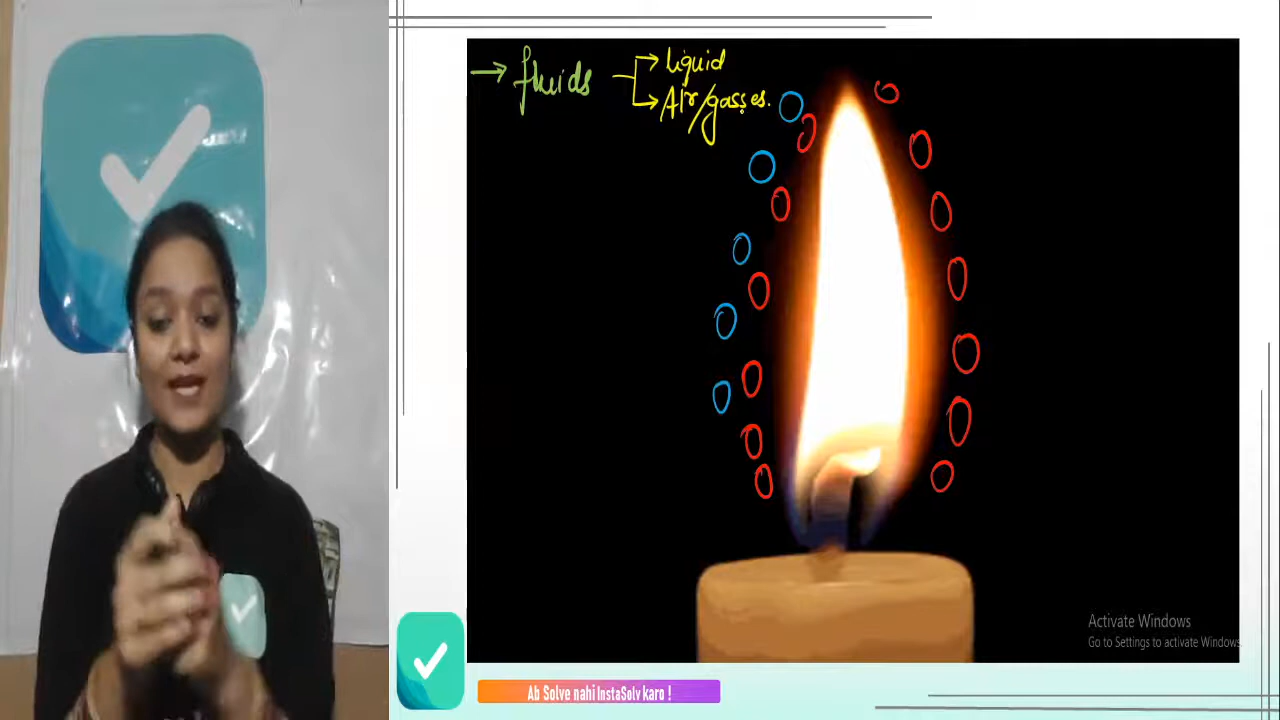 → fluids → Liquid
→ Air/gasses.
Activate Windows
Go to Settings to activate Windows
Ab Solve nahi InstaSolv karo !